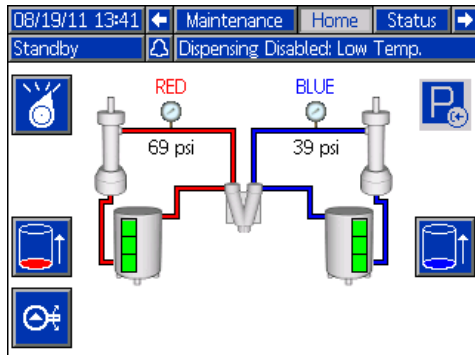 08/19/11 13:41 Maintenance Home Status
Standby Dispensing Disabled: Low Temp.
RED BLUE
69 psi 39 psi
P